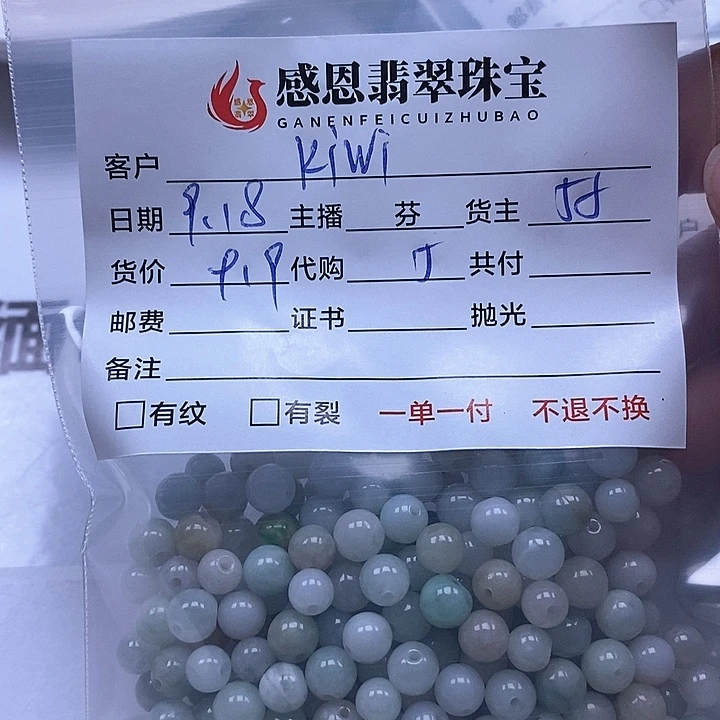 感恩翡翠珠宝
GANENFEICUIZHUBAO
客户 kiwi
日期 9.18 主播 芬 货主
货价 9.9 代购 共付
邮费 证书 抛光
备注
□有纹 □有裂 一单一付 不退不换